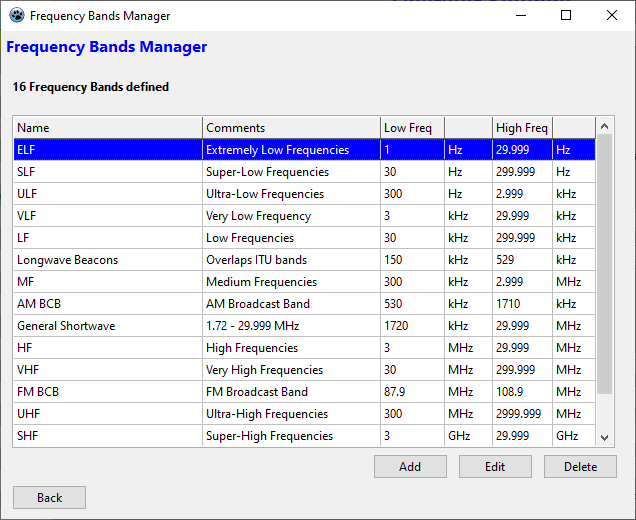 Frequency Bands Manager
Frequency Bands Manager
16 Frequency Bands defined
Name Comments Low Freq High Freq
ELF Extremely Low Frequencies 1 Hz 29.999 Hz
SLF Super-Low Frequencies 30 Hz 299.999 Hz
ULF Ultra-Low Frequencies 300 Hz 2.999 kHz
VLF Very Low Frequency 3 kHz 29.999 kHz
LF Low Frequencies 30 kHz 299.999 kHz
Longwave Beacons Overlaps ITU bands 150 kHz 529 kHz
MF Medium Frequencies 300 kHz 2.999 MHz
AM BCB AM Broadcast Band 530 kHz 1710 kHz
General Shortwave 1.72 - 29.999 MHz 1720 kHz 29.999 MHz
HF High Frequencies 3 MHz 29.999 MHz
VHF Very High Frequencies 30 MHz 299.999 MHz
FM BCB FM Broadcast Band 87.9 MHz 108.9 MHz
UHF Ultra-High Frequencies 300 MHz 2999.999 MHz
SHF Super-High Frequencies 3 GHz 29.999 GHz
Add Edit Delete
Back